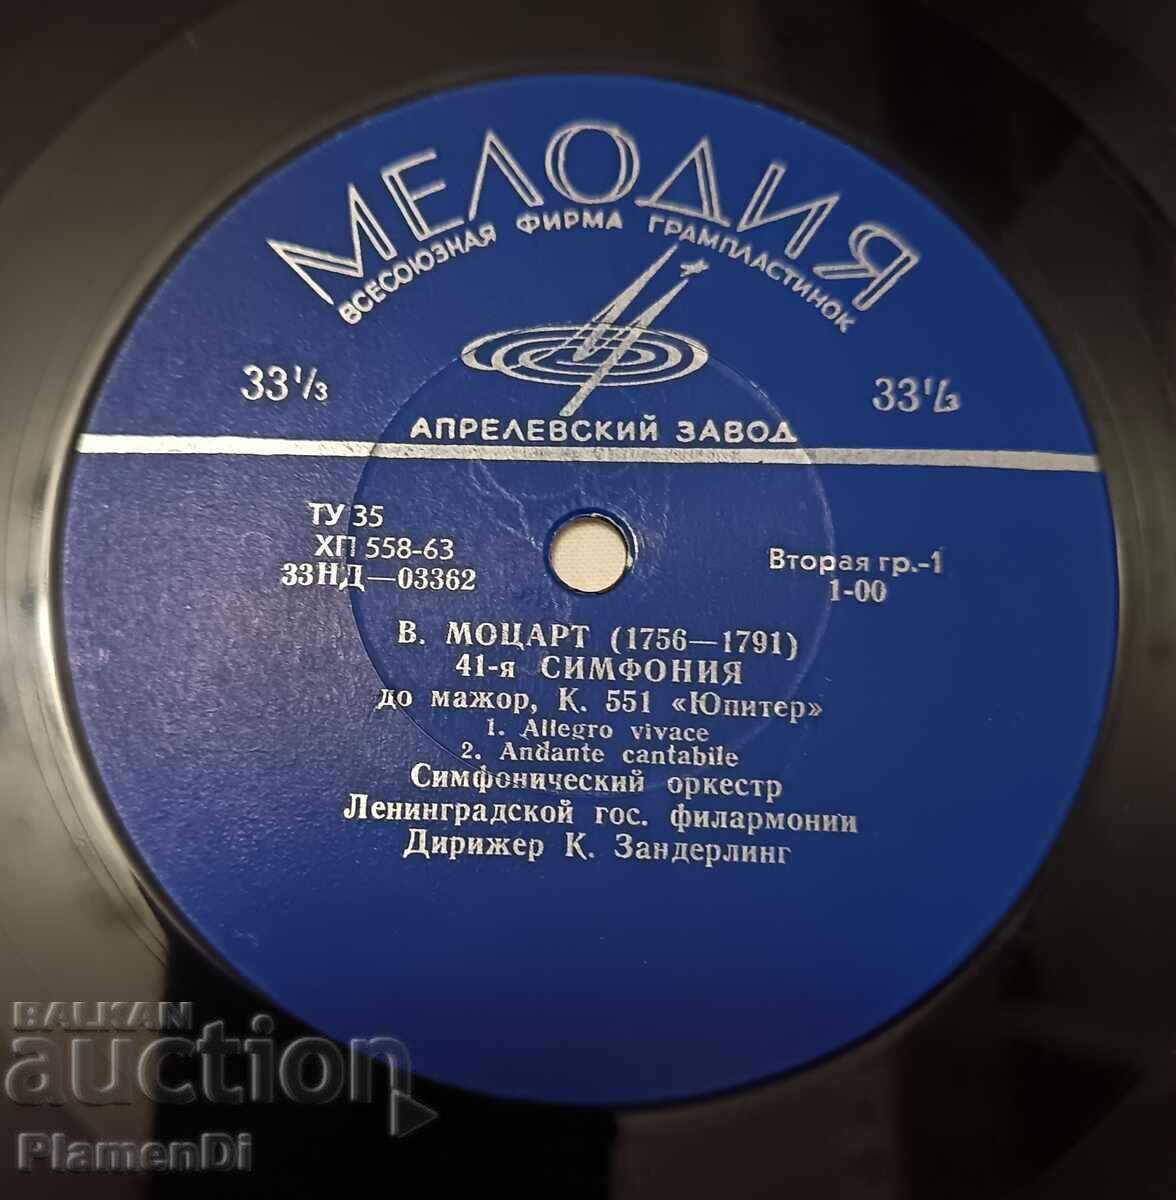 МЕЛОДИЯ
ВСЕСОЮЗНАЯ ФИРМА ГРАМПЛАСТИНОК
33⅓ 33⅓
АПРЕЛЕВСКИЙ ЗАВОД
ТУ 35
ХП 558-63
33НД—03362
Вторая гр.-1
1-00
В. МОЦАРТ (1756—1791)
41-я СИМФОНИЯ
до мажор, К. 551 «Юпитер»
1. Allegro vivace
2. Andante cantabile
Симфонический оркестр
Ленинградской гос. филармонии
Дирижер К. Зандерлинг
BALKAN
auction
PlamenDi